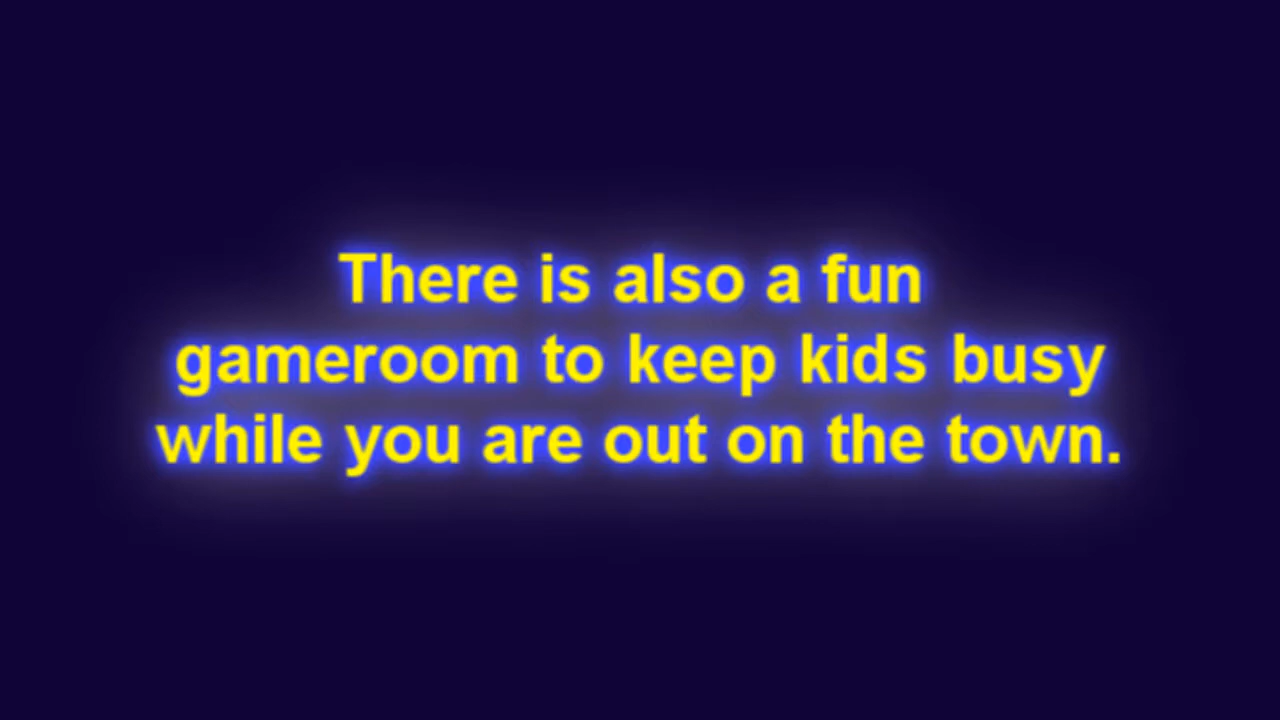 There is also a fun
gameroom to keep kids busy
while you are out on the town.